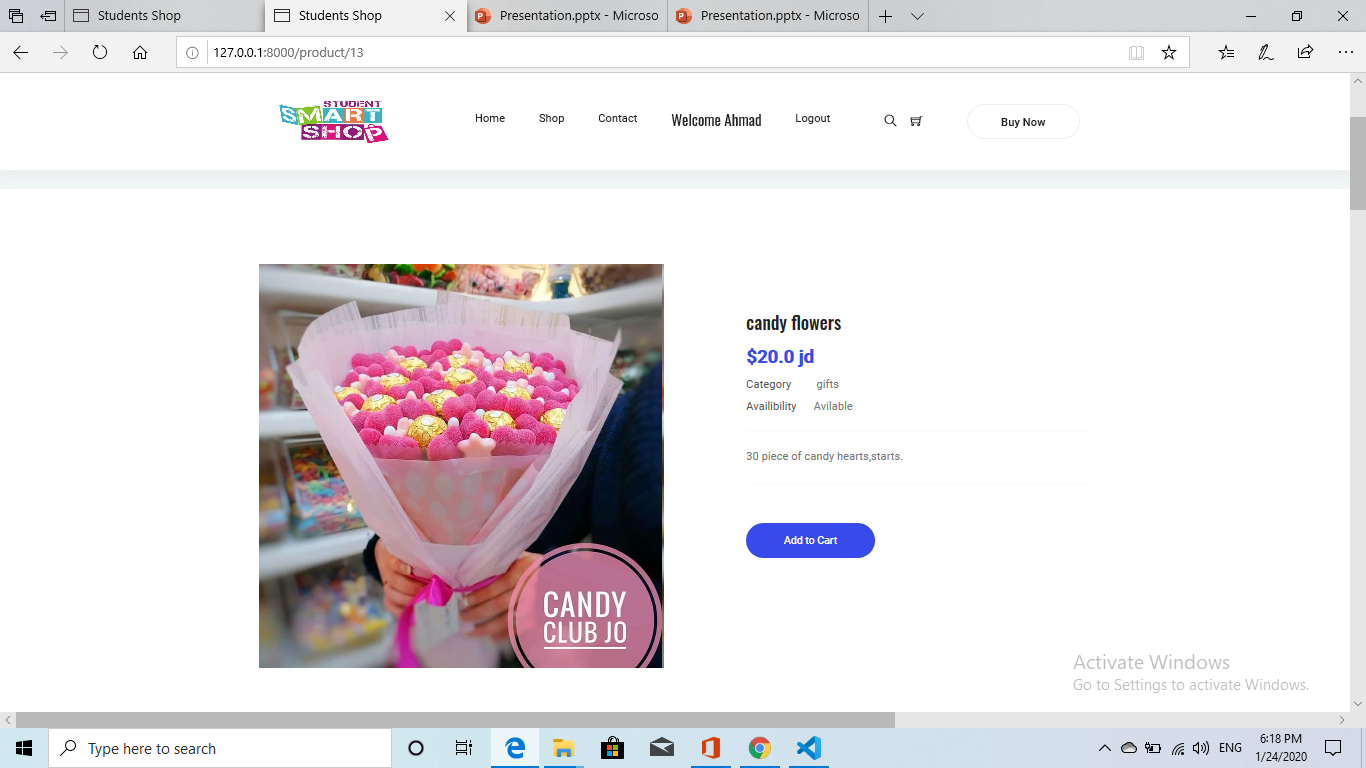 Students Shop
Students Shop
Presentation.pptx - Microso
Presentation.pptx - Microso
127.0.0.1:8000/product/13
STUDENT
SMART
SHOP
Home
Shop
Contact
Welcome Ahmad
Logout
Buy Now
candy flowers
$20.0 jd
Category gifts
Availibility Avilable
30 piece of candy hearts,starts.
Add to Cart
CANDY
CLUB JO
Activate Windows
Go to Settings to activate Windows.
Type here to search
ENG
6:18 PM
1/24/2020